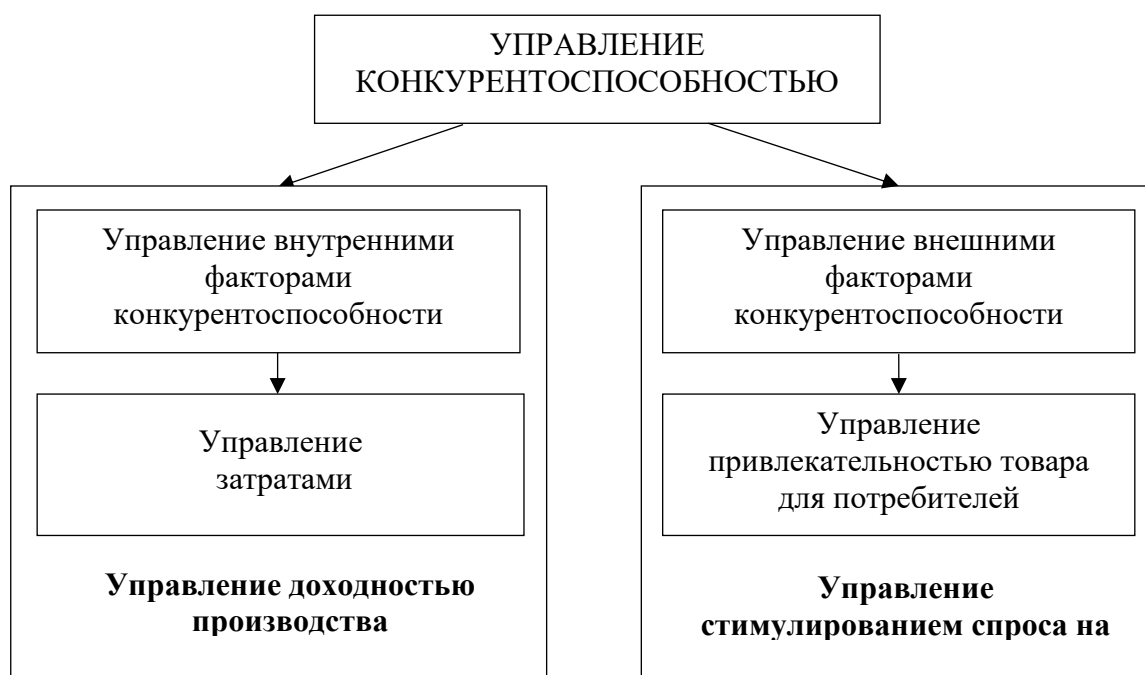 УПРАВЛЕНИЕ
КОНКУРЕНТОСПОСОБНОСТЬЮ
Управление внутренними
факторами
конкурентоспособности
Управление
затратами
Управление доходностью
производства
Управление внешними
факторами
конкурентоспособности
Управление
привлекательностью товара
для потребителей
Управление
стимулированием спроса на